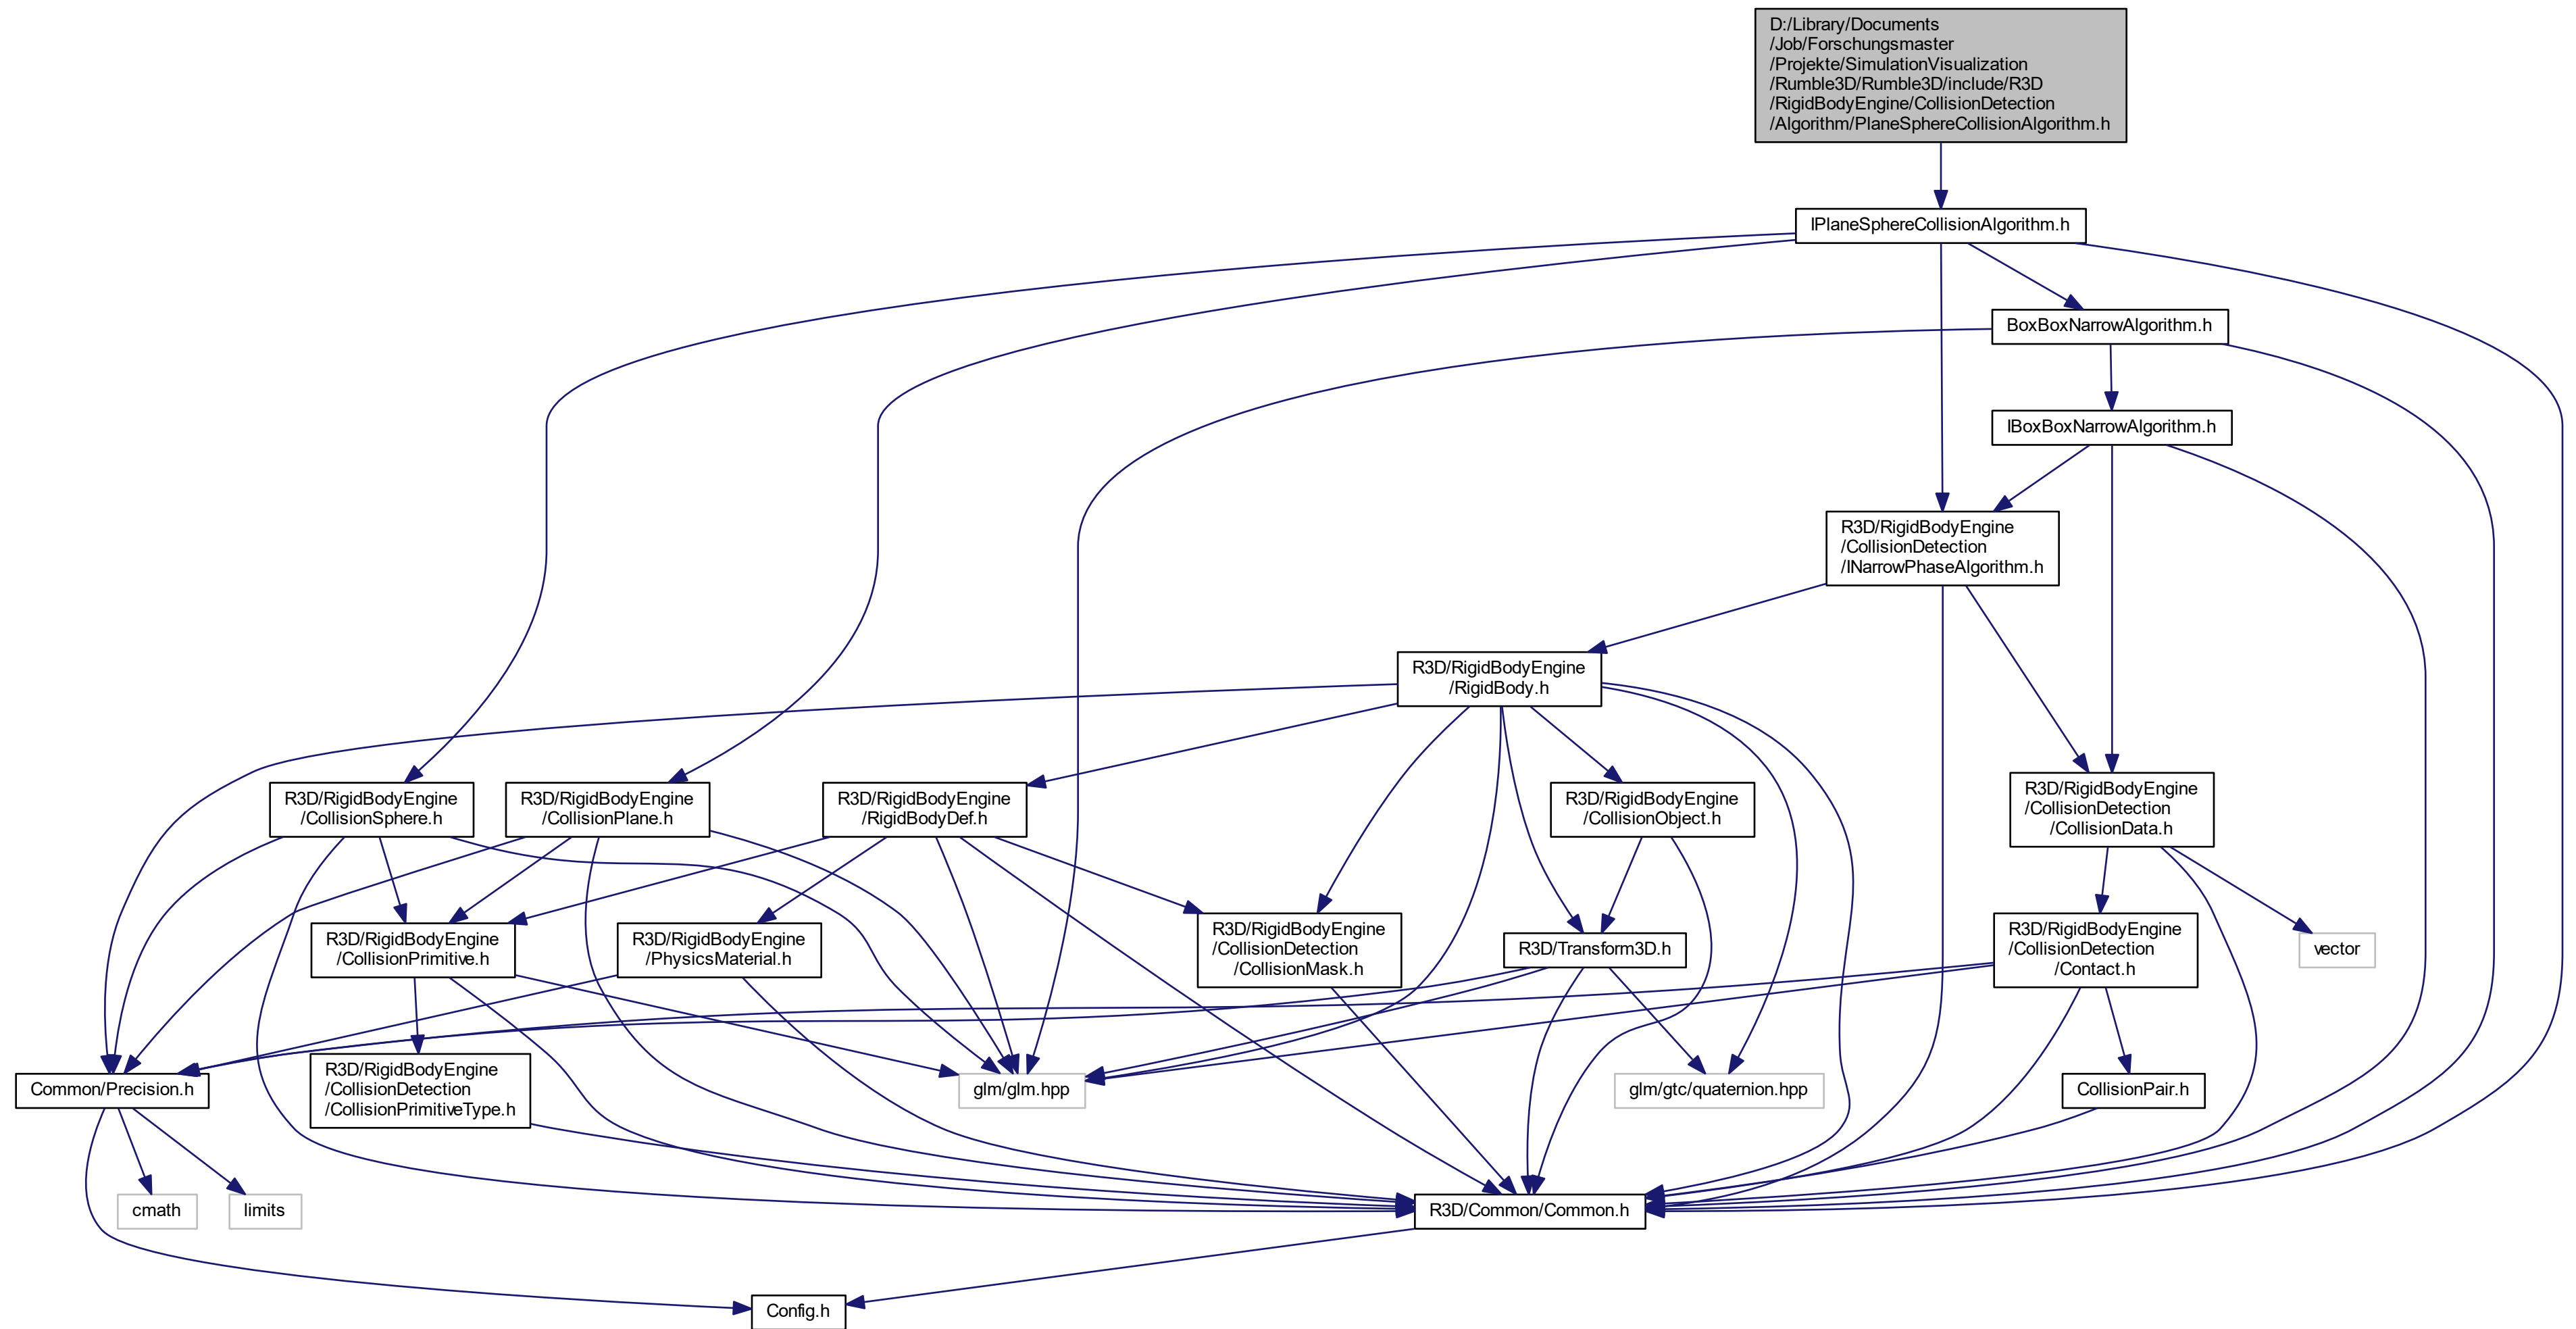 D:/Library/Documents
/Job/Forschungsmaster
/Projekte/SimulationVisualization
/Rumble3D/Rumble3D/include/R3D
/RigidBodyEngine/CollisionDetection
/Algorithm/PlaneSphereCollisionAlgorithm.h
IPlaneSphereCollisionAlgorithm.h
BoxBoxNarrowAlgorithm.h
IBoxBoxNarrowAlgorithm.h
R3D/RigidBodyEngine
/CollisionDetection
/INarrowPhaseAlgorithm.h
R3D/RigidBodyEngine
/RigidBody.h
R3D/RigidBodyEngine
/CollisionSphere.h
R3D/RigidBodyEngine
/CollisionPlane.h
R3D/RigidBodyEngine
/RigidBodyDef.h
R3D/RigidBodyEngine
/CollisionObject.h
R3D/RigidBodyEngine
/CollisionDetection
/CollisionData.h
R3D/RigidBodyEngine
/CollisionPrimitive.h
R3D/RigidBodyEngine
/PhysicsMaterial.h
R3D/RigidBodyEngine
/CollisionDetection
/CollisionMask.h
R3D/Transform3D.h
R3D/RigidBodyEngine
/CollisionDetection
/Contact.h
vector
Common/Precision.h
R3D/RigidBodyEngine
/CollisionDetection
/CollisionPrimitiveType.h
glm/glm.hpp
glm/gtc/quaternion.hpp
CollisionPair.h
cmath
limits
R3D/Common/Common.h
Config.h